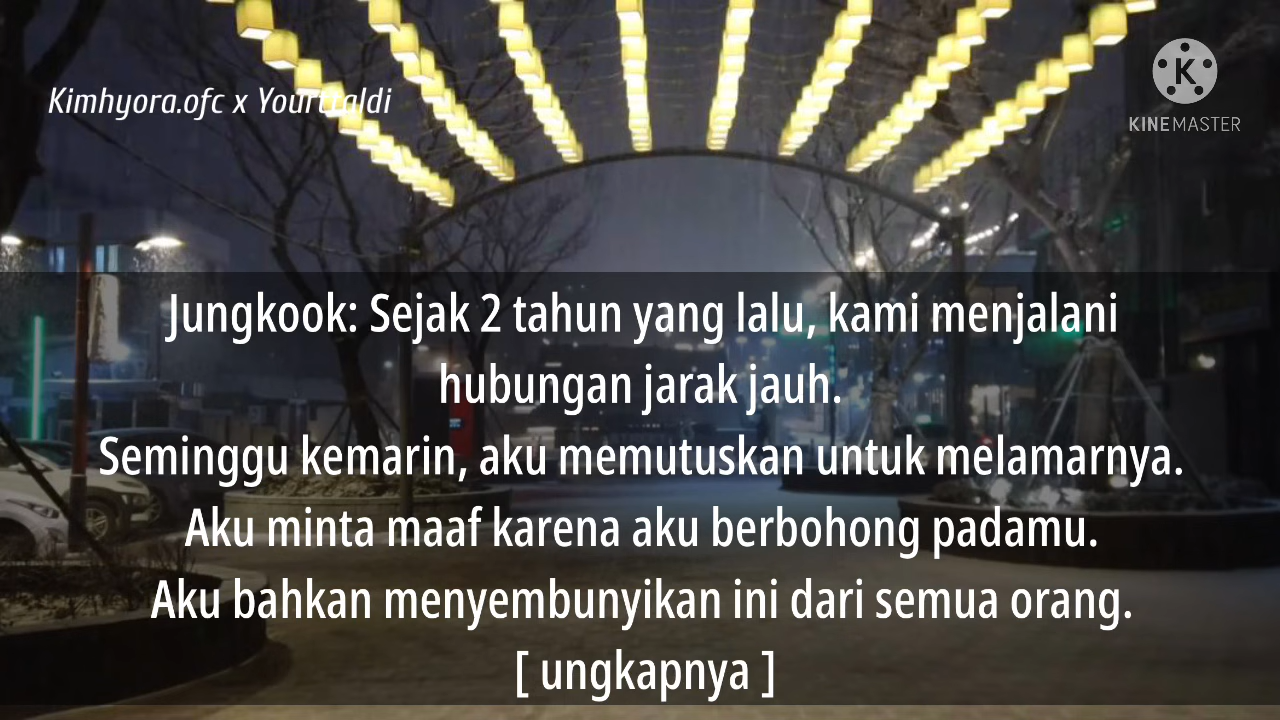 Kimhyora.ofc x
K
KINEMASTER
Jungkook: Sejak 2 tahun yang lalu, kami menjalani
hubungan jarak jauh.
Seminggu kemarin, aku memutuskan untuk melamarnya.
Aku minta maaf karena aku berbohong padamu.
Aku bahkan menyembunyikan ini dari semua orang.
[ ungkapnya ]